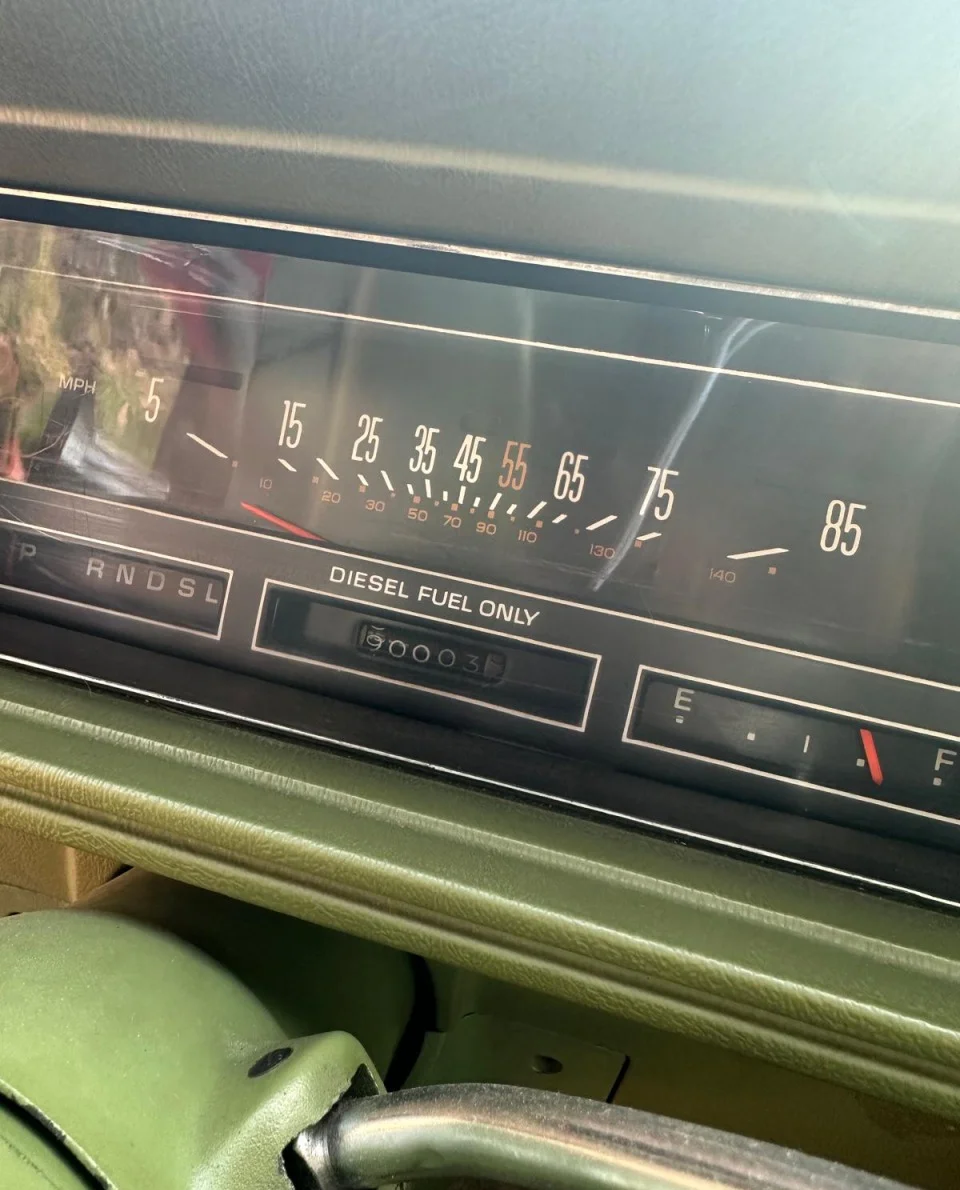 MPH 5 15 25 35 45 55 65 75 85
10 20 30 50 70 90 110 130 140
P R N D S L
DIESEL FUEL ONLY
90003
E F